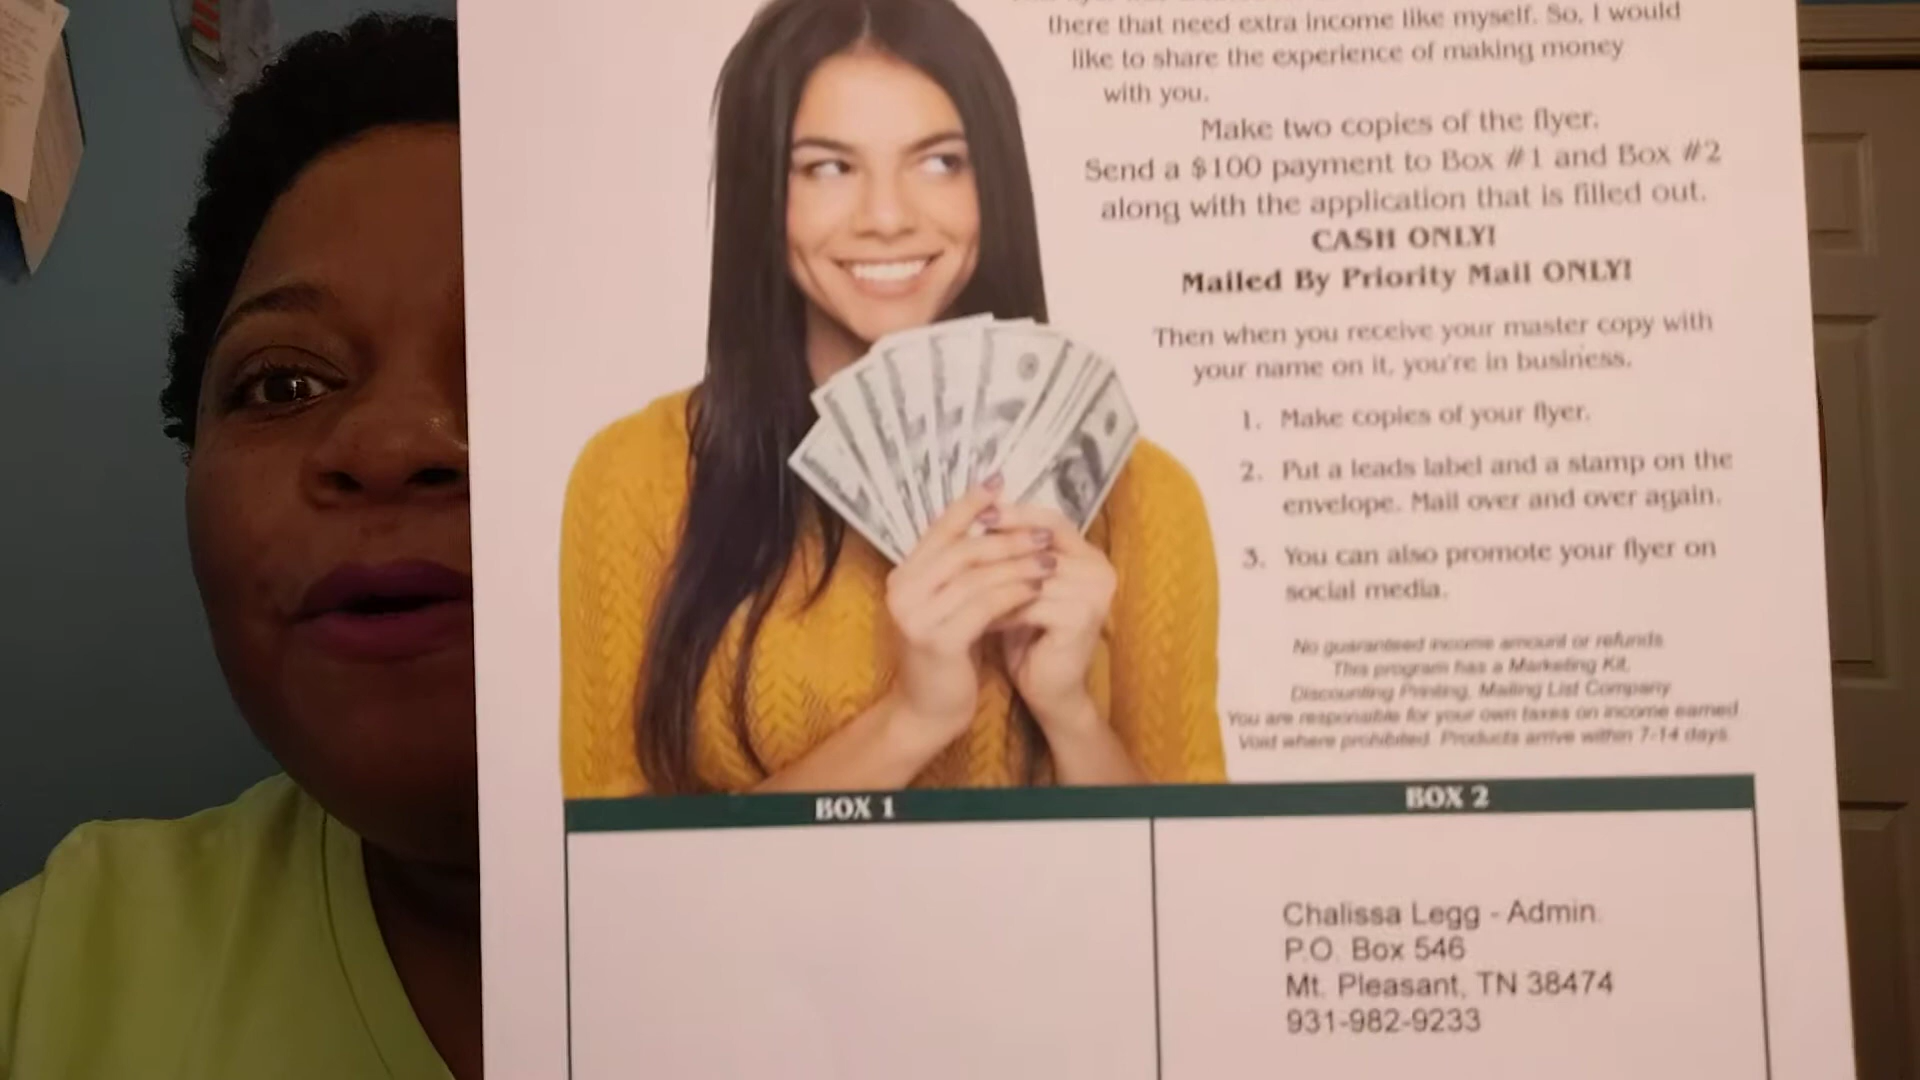 there that need extra income like myself. So, I would
like to share the experience of making money
with you.
Make two copies of the flyer.
Send a $100 payment to Box #1 and Box #2
along with the application that is filled out.
CASH ONLY!
Mailed By Priority Mail ONLY!
Then when you receive your master copy with
your name on it, you're in business.
1. Make copies of your flyer.
2. Put a leads label and a stamp on the
envelope. Mail over and over again.
3. You can also promote your flyer on
social media.
No guaranteed income amount or refunds
This program has a Marketing Kit,
Discounting Printing, Mailing List Company
You are responsible for your own taxes on income earned
Void where prohibited. Products arrive within 7-14 days.
BOX 1
BOX 2
Chalissa Legg - Admin.
P.O. Box 546
Mt. Pleasant, TN 38474
931-982-9233